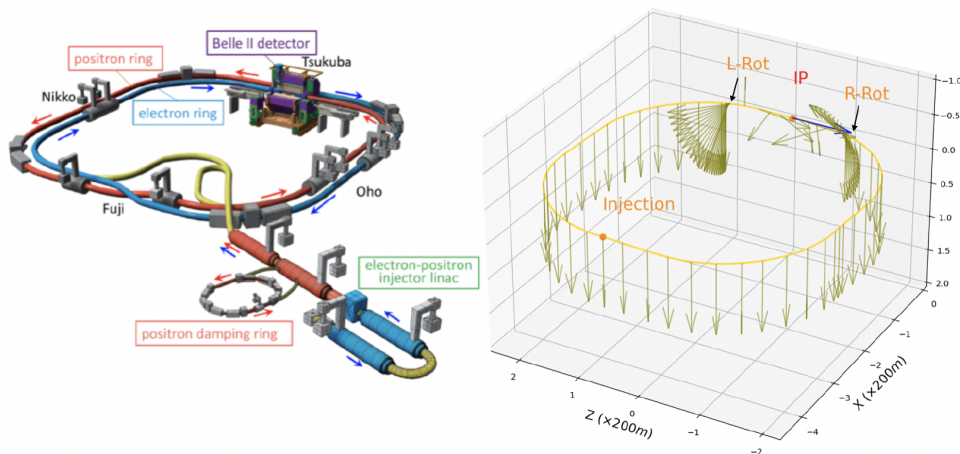 Belle II detector
Tsukuba
positron ring
Nikko
electron ring
Oho
Fuji
electron-positron
injector linac
positron damping ring
L-Rot
IP
R-Rot
Injection
−1.0
−0.5
0.0
0.5
1.0
1.5
2.0
2
1
0
−1
−2
Z (×200m)
0
−1
−2
−3
−4
X (×200m)